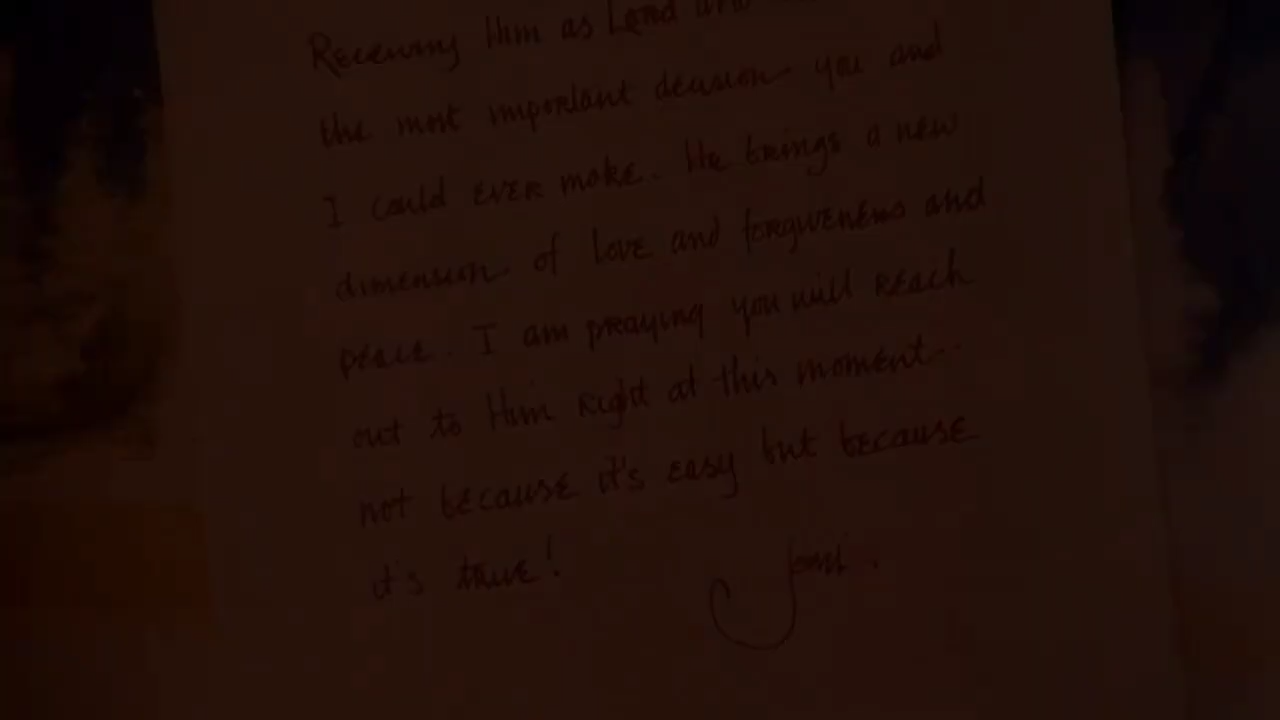 Receiving Him as Lord and
the most important decision you and
I could ever make. He brings a new
dimension of love and forgiveness and
peace. I am praying you will reach
out to Him right at this moment..
not because it's easy but because
it's true!
Joni.